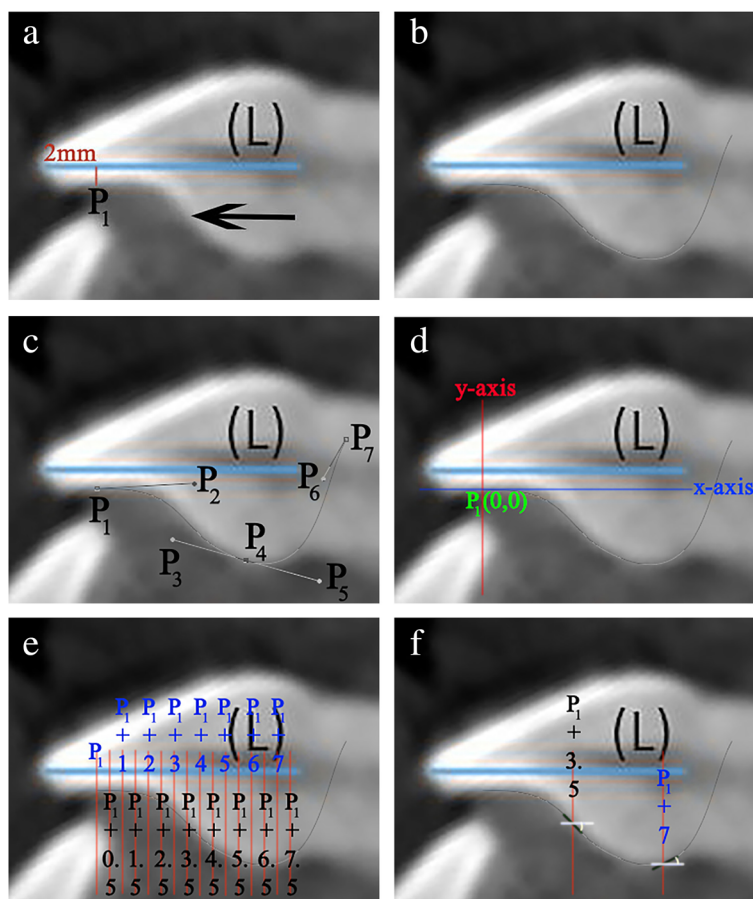 a
(L)
2mm
P1
b
(L)
c
(L)
P1
P2
P3
P4
P5
P6
P7
d
(L)
y-axis
x-axis
P1(0,0)
e
(L)
P1
P1+1
P1+2
P1+3
P1+4
P1+5
P1+6
P1+7
P1+0.5
P1+1.5
P1+2.5
P1+3.5
P1+4.5
P1+5.5
P1+6.5
P1+7.5
f
(L)
P1+3.5
P1+7